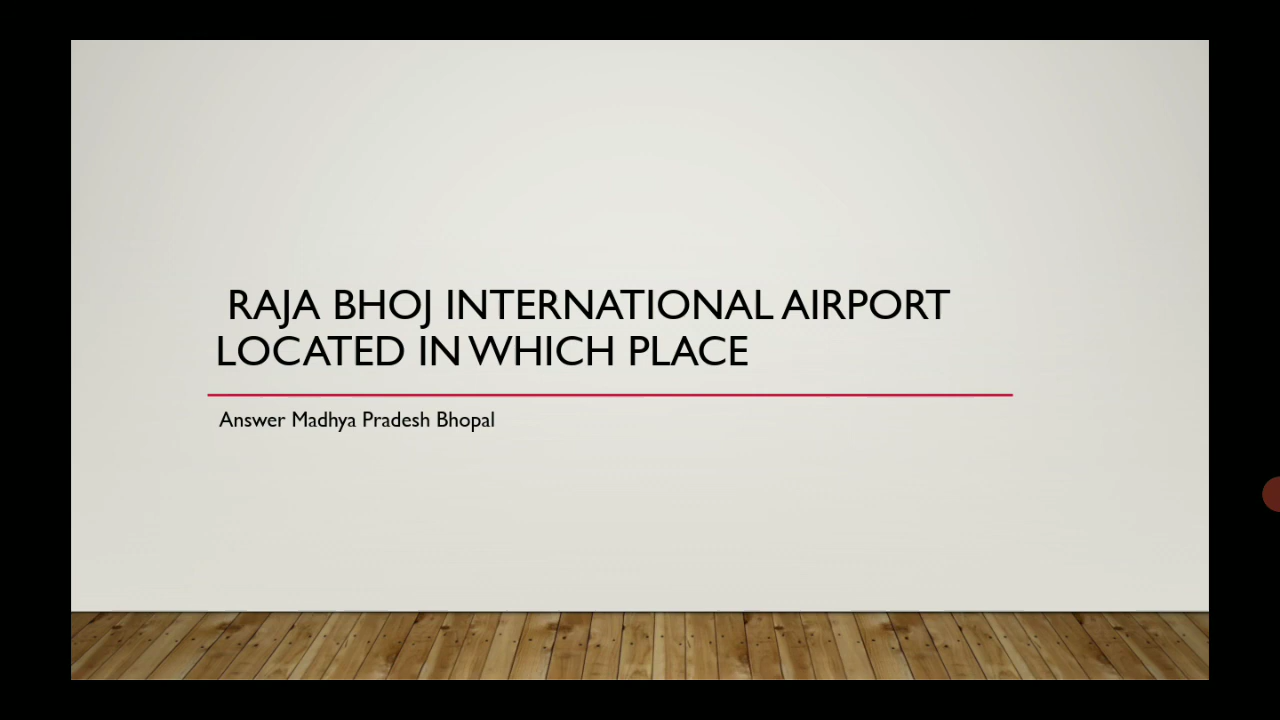 RAJA BHOJ INTERNATIONAL AIRPORT
LOCATED IN WHICH PLACE
Answer Madhya Pradesh Bhopal